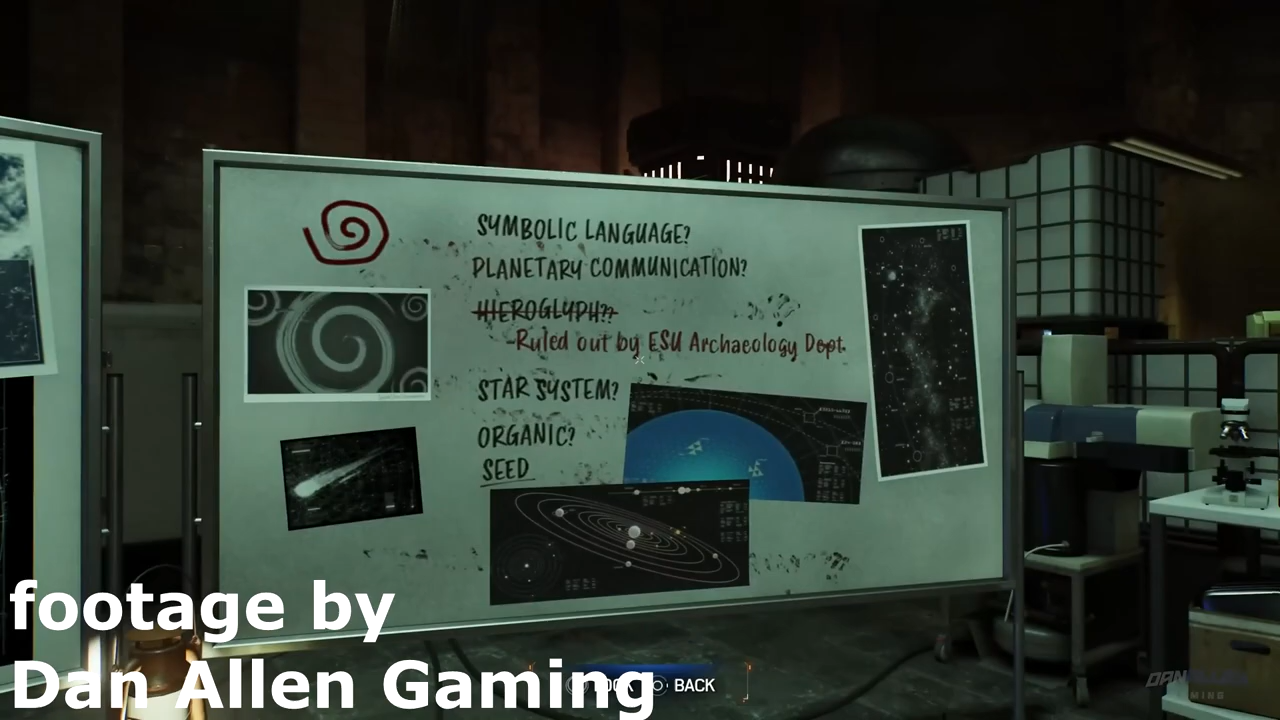 SYMBOLIC LANGUAGE?
PLANETARY COMMUNICATION?
HIEROGLYPH??
Ruled out by ESU Archaeology Dept.
STAR SYSTEM?
ORGANIC?
SEED
footage by
Dan Allen Gaming
LOOK
BACK